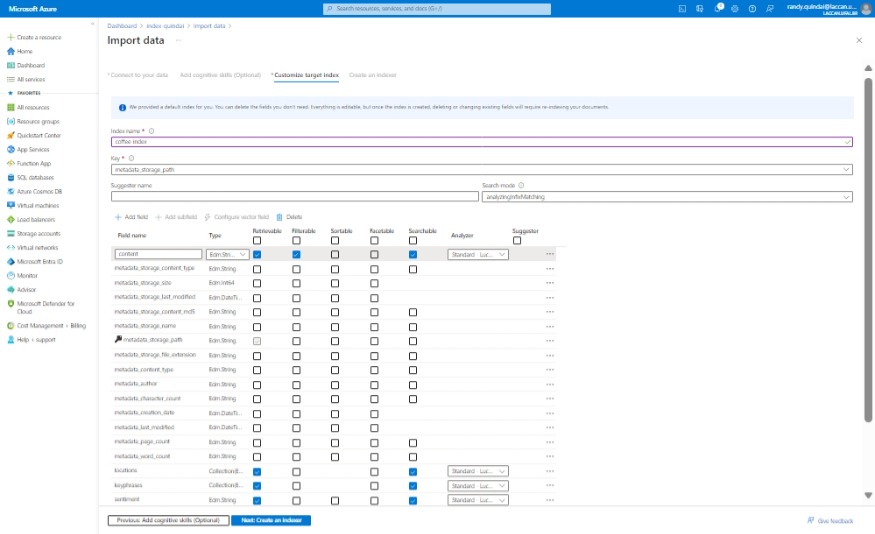 Microsoft Azure
Search resources, services, and docs (G+/)
randy.quindai@laccan.u...
LACCAN.UFAL.BR
Create a resource
Home
Dashboard
All services
FAVORITES
All resources
Resource groups
Quickstart Center
App Services
Function App
SQL databases
Azure Cosmos DB
Virtual machines
Load balancers
Storage accounts
Virtual networks
Microsoft Entra ID
Monitor
Advisor
Microsoft Defender for
Cloud
Cost Management + Billing
Help + support
Dashboard > index_quindai > Import data >
Import data ...
* Connect to your data Add cognitive skills (Optional) * Customize target index Create an indexer
We provided a default index for you. You can delete the fields you don't need. Everything is editable, but once the index is created, deleting or changing existing fields will require re-indexing your documents.
Index name *
coffee-index
Key *
metadata_storage_path
Suggester name Search mode
analyzingInfixMatching
+ Add field + Add subfield Configure vector field Delete
Field name Type Retrievable Filterable Sortable Facetable Searchable Analyzer Suggester
content Edm.Stri... Standard - Luc... ...
metadata_storage_content_type Edm.String ...
metadata_storage_size Edm.Int64 ...
metadata_storage_last_modified Edm.DateTi... ...
metadata_storage_content_md5 Edm.String ...
metadata_storage_name Edm.String ...
metadata_storage_path Edm.String ...
metadata_storage_file_extension Edm.String ...
metadata_content_type Edm.String ...
metadata_author Edm.String ...
metadata_character_count Edm.String ...
metadata_creation_date Edm.DateTi... ...
metadata_last_modified Edm.DateTi... ...
metadata_page_count Edm.String ...
metadata_word_count Edm.String ...
locations Collection(E... Standard - Luc... ...
keyphrases Collection(E... Standard - Luc... ...
sentiment Edm.String Standard - Luc... ...
Previous: Add cognitive skills (Optional) Next: Create an indexer
Give feedback